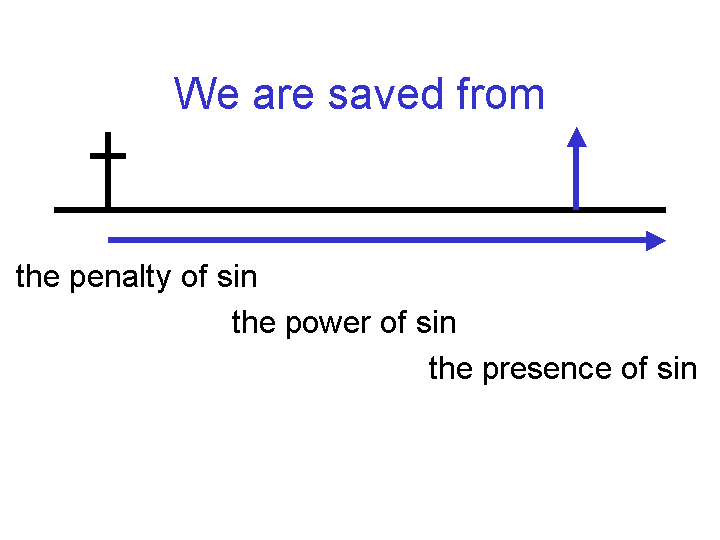 We are saved from
the penalty of sin
the power of sin
the presence of sin